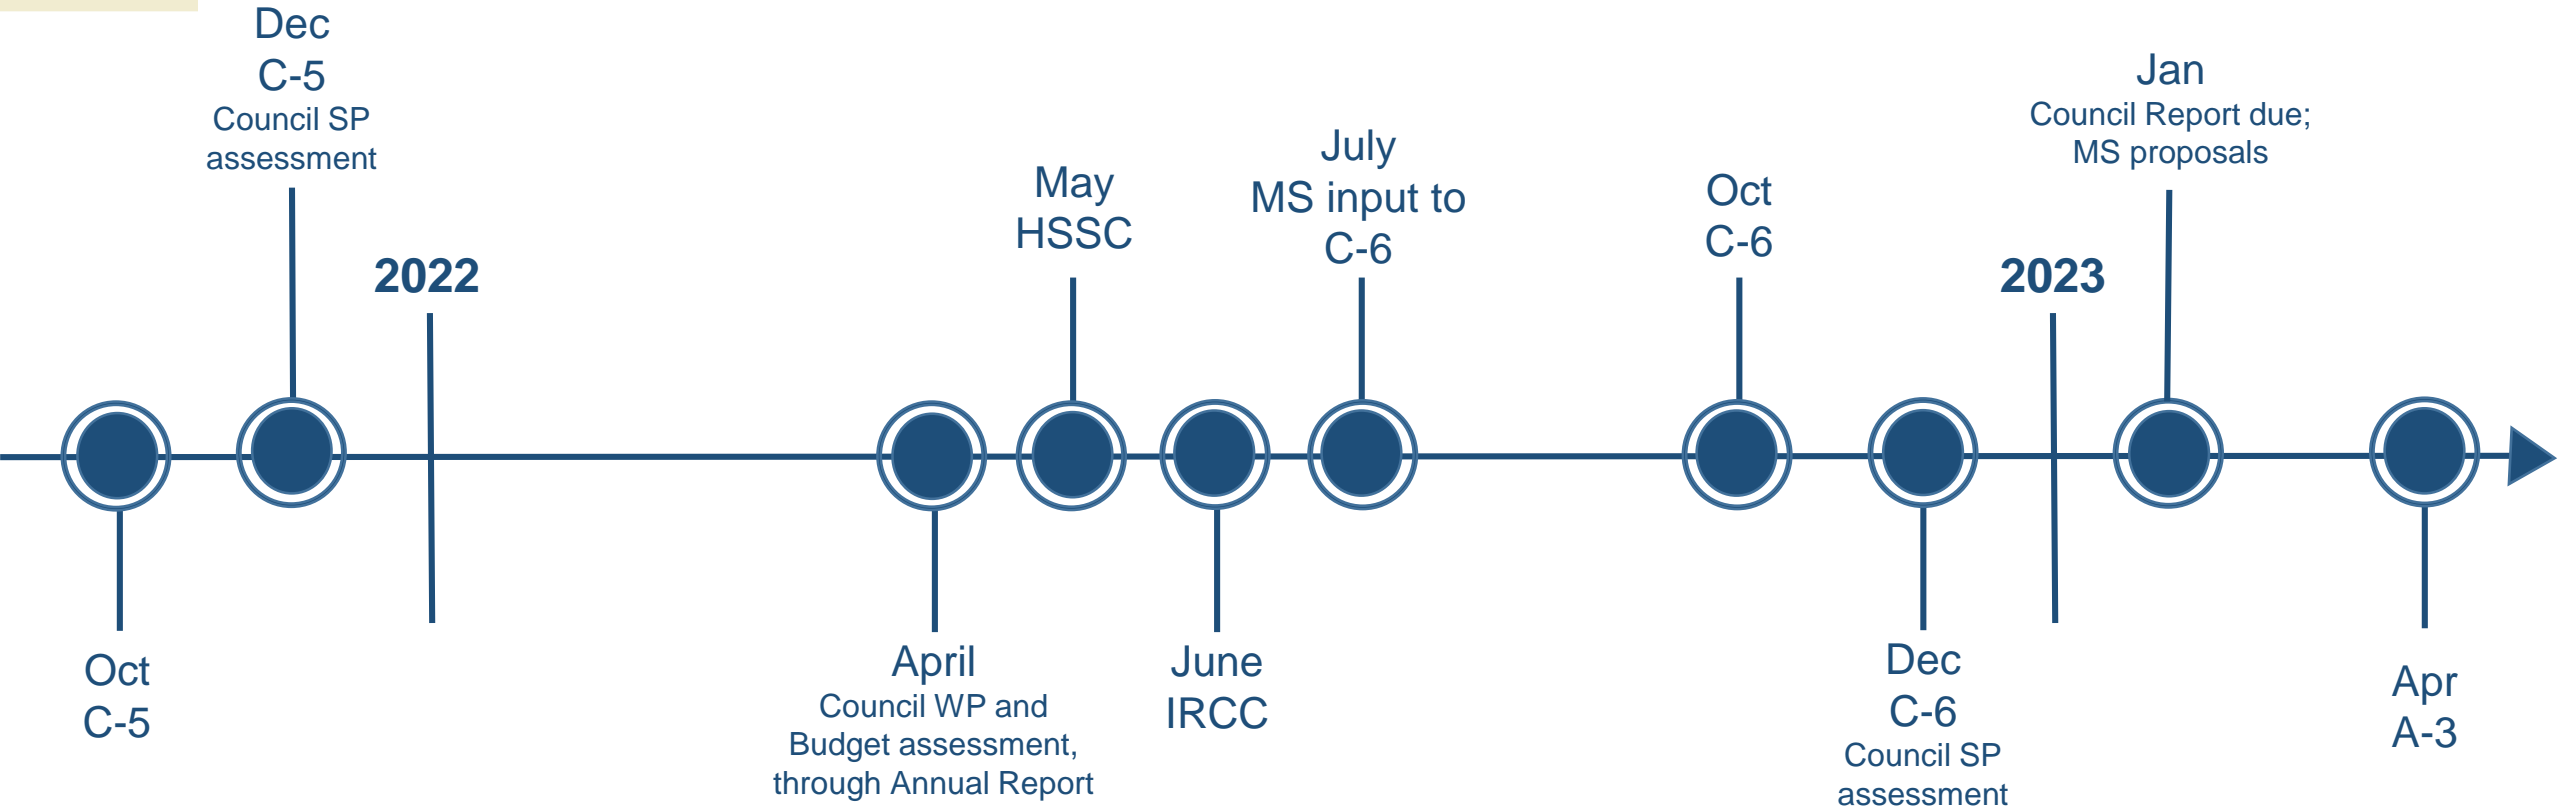 Dec
C-5
Council SP
assessment
2022
May
HSSC
July
MS input to
C-6
Oct
C-6
2023
Jan
Council Report due;
MS proposals
Oct
C-5
April
Council WP and
Budget assessment,
through Annual Report
June
IRCC
Dec
C-6
Council SP
assessment
Apr
A-3